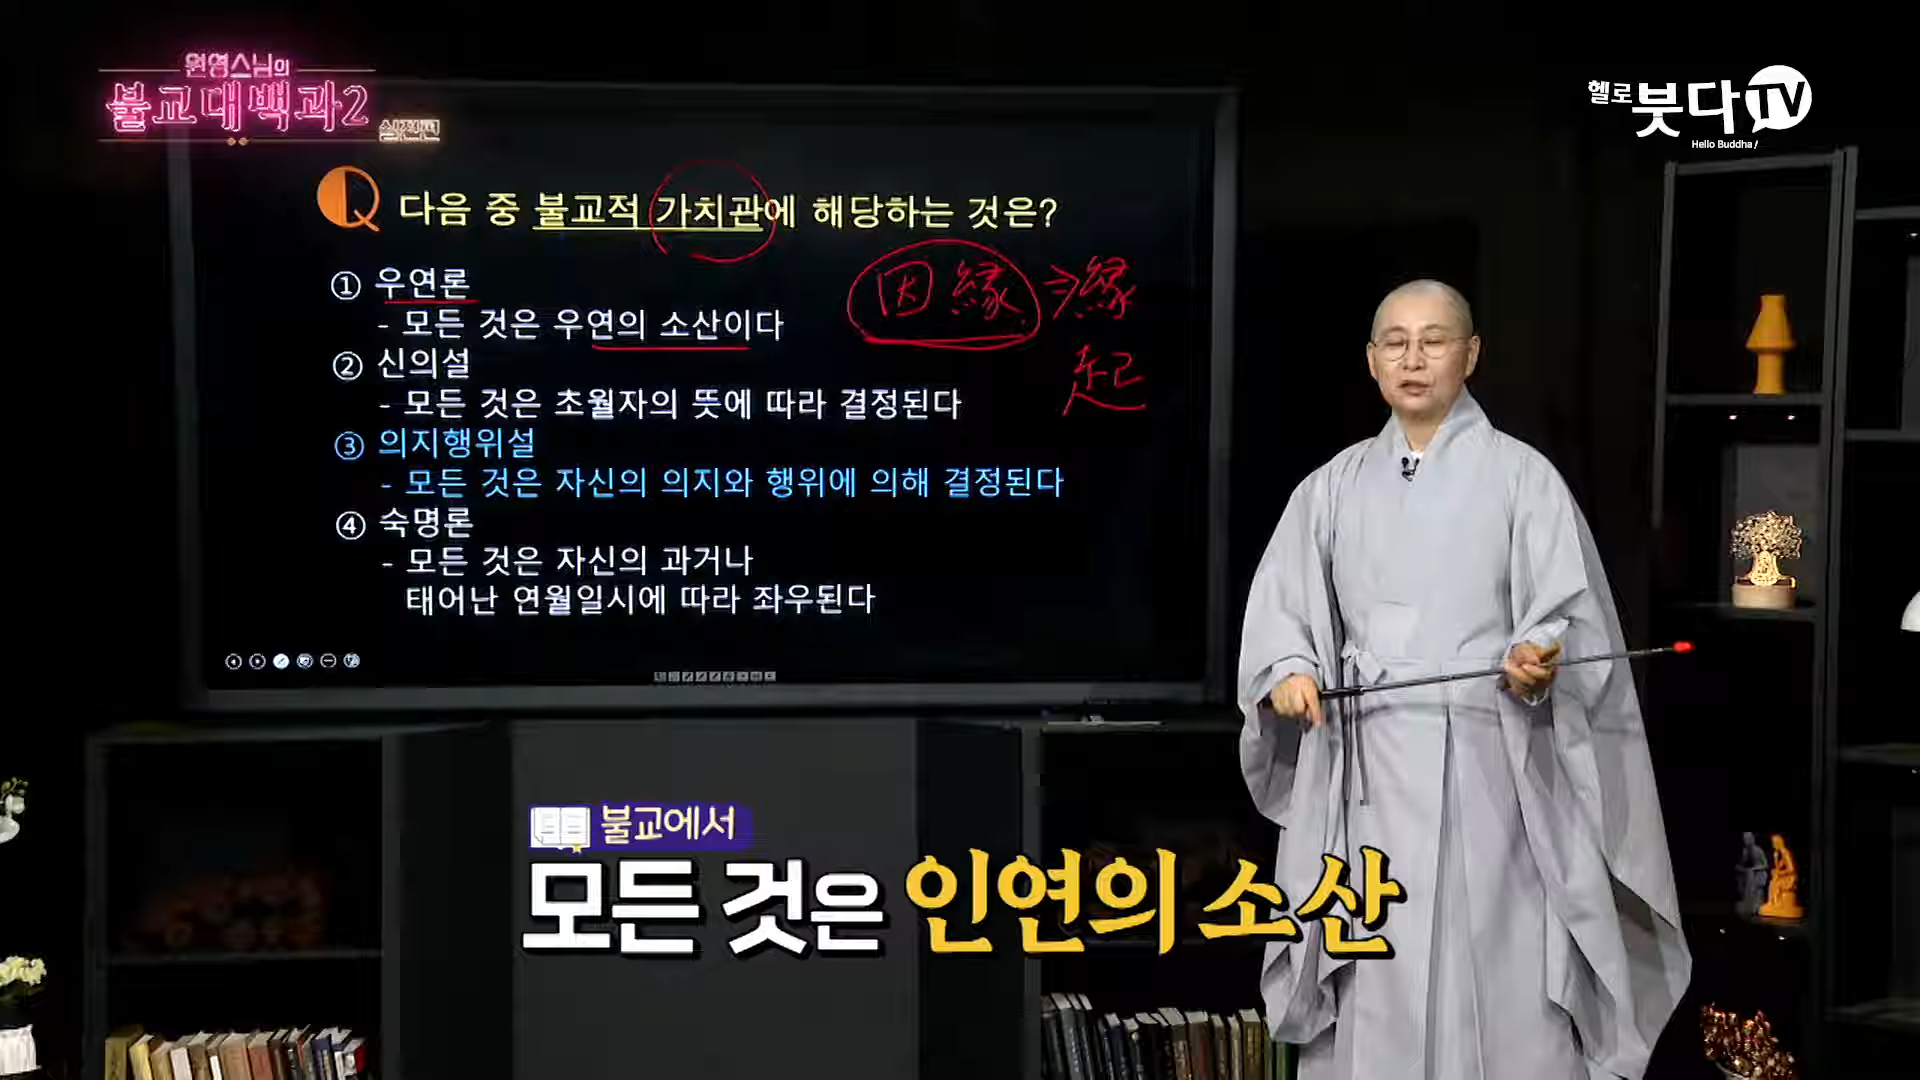 원영스님의
불교대백과2
실전편
헬로붓다TV
Hello Buddha!
Q 다음 중 불교적 가치관에 해당하는 것은?
① 우연론
- 모든 것은 우연의 소산이다
因緣 ⇒ 緣
起
② 신의설
- 모든 것은 초월자의 뜻에 따라 결정된다
③ 의지행위설
- 모든 것은 자신의 의지와 행위에 의해 결정된다
④ 숙명론
- 모든 것은 자신의 과거나
태어난 연월일시에 따라 좌우된다
불교에서
모든 것은 인연의 소산